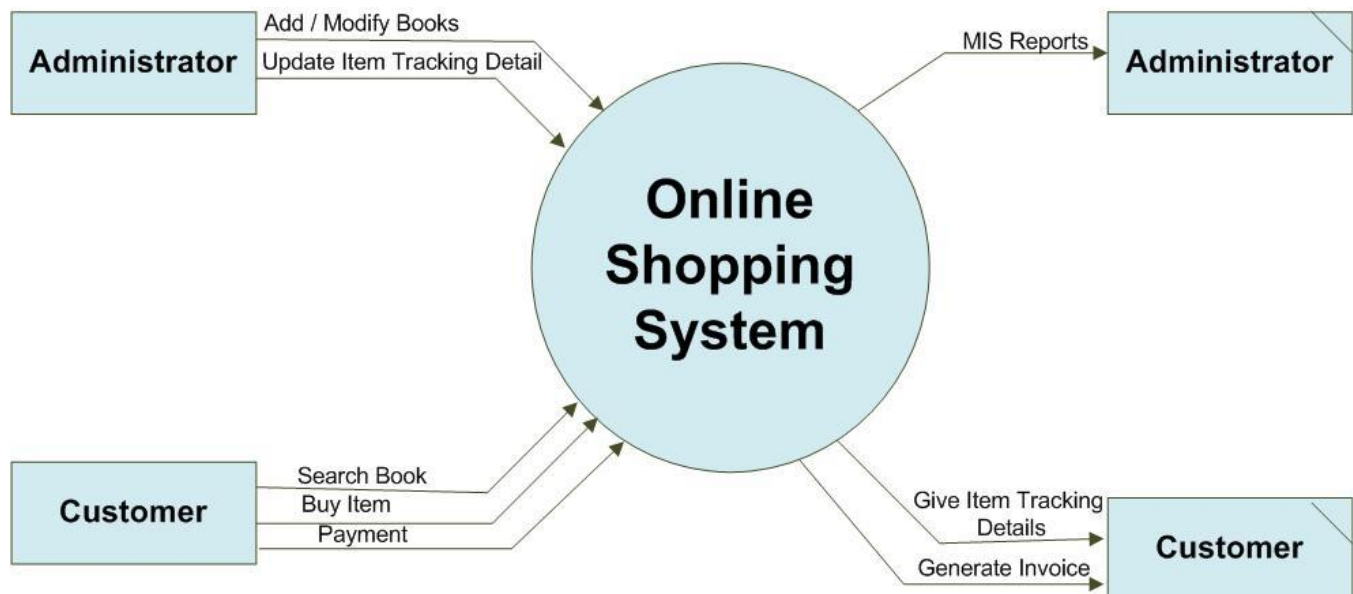 Administrator
Add / Modify Books
Update Item Tracking Detail
MIS Reports
Administrator
Online
Shopping
System
Customer
Search Book
Buy Item
Payment
Give Item Tracking
Details
Generate Invoice
Customer